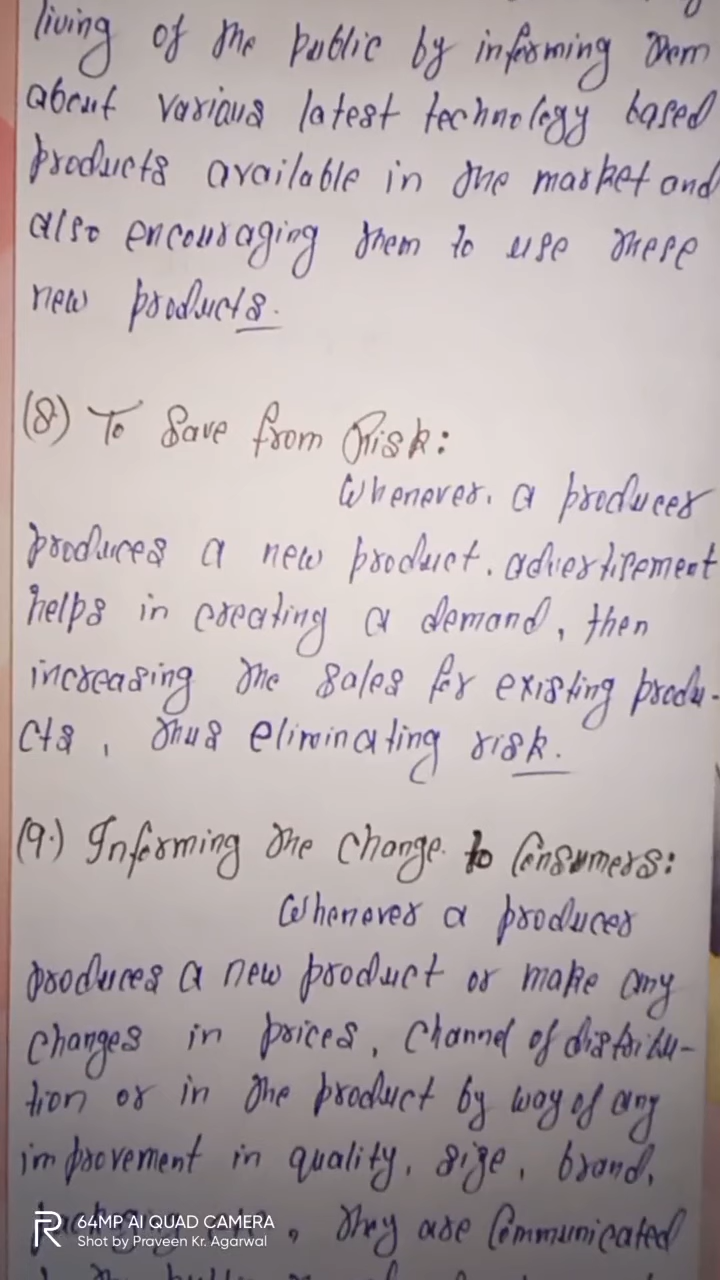 living of the public by informing them
about various latest technology based
products available in the market and
also encouraging them to use these
new products.
(8) To Save from Risk:
Whenever. a producer
produces a new product. advertisement
helps in creating a demand, then
increasing the sales for existing produ-
cts, thus eliminating risk.
(9.) Informing the change to Consumers:
Whenever a producer
produces a new product or make any
changes in prices, channel of distribu-
tion or in the product by way of any
improvement in quality, size, brand,
they are Communicated
64MP AI QUAD CAMERA
Shot by Praveen Kr. Agarwal